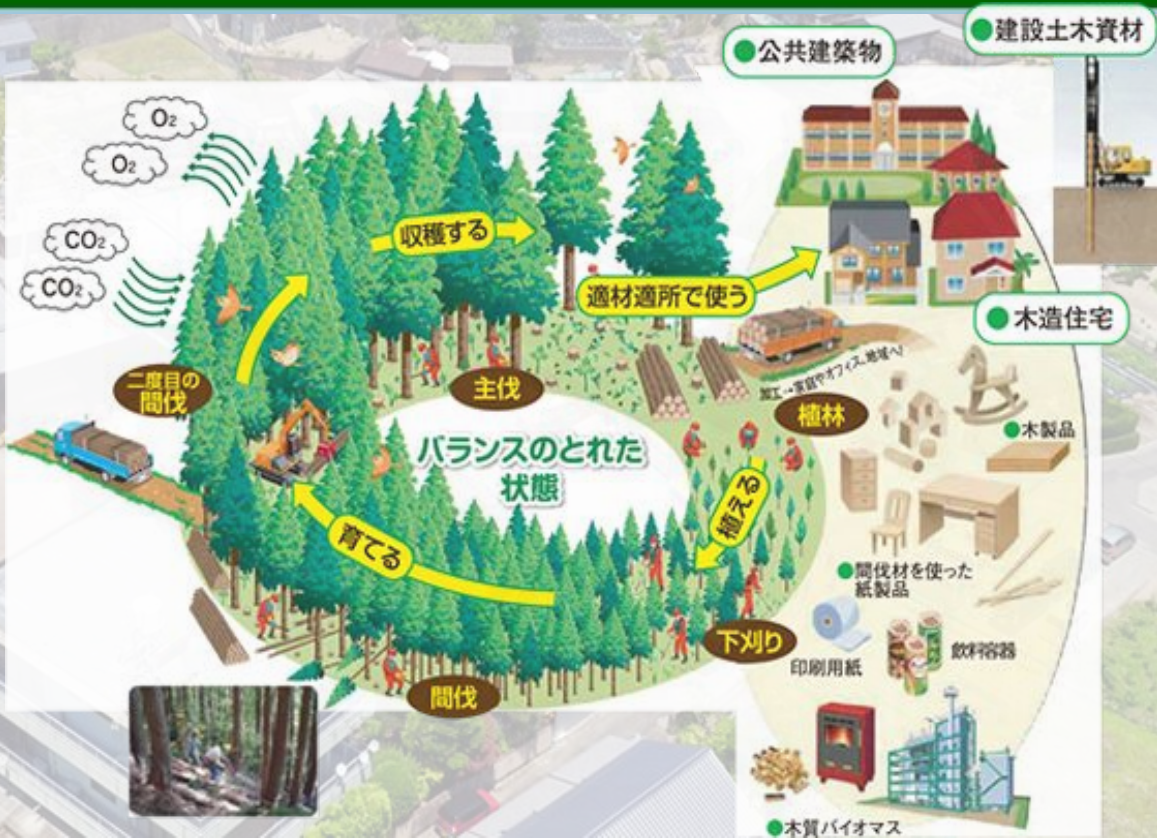 公共建築物
建設土木資材
O₂
O₂
CO₂
CO₂
収穫する
適材適所で使う
木造住宅
二度目の
間伐
主伐
加工→家庭やオフィス、地域へ!
植林
木製品
バランスのとれた
状態
植える
育てる
間伐材を使った
紙製品
下刈り
印刷用紙
飲料容器
間伐
木質バイオマス